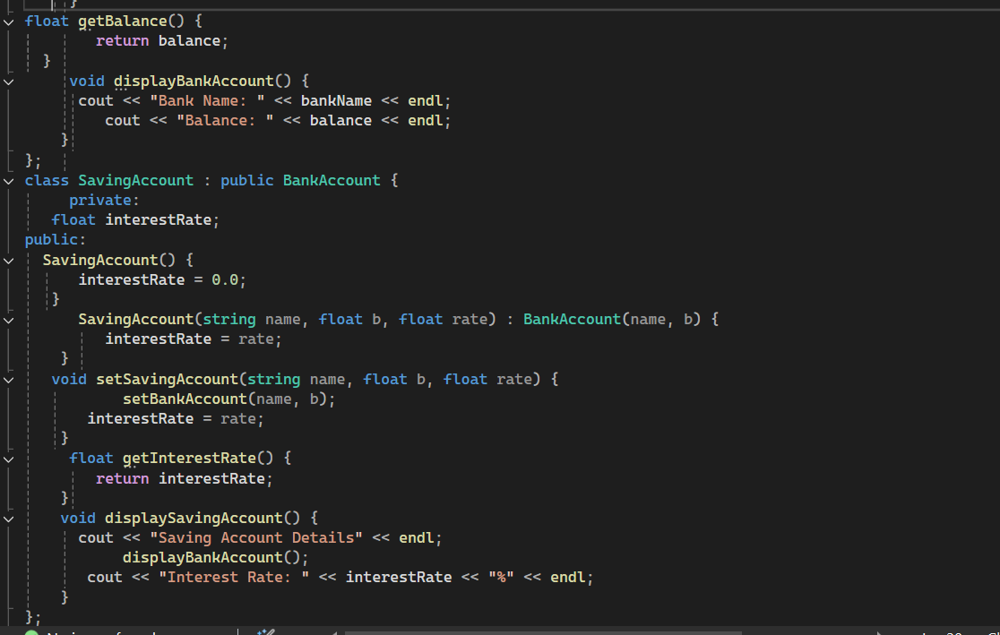 }
float getBalance() {
return balance;
}
void displayBankAccount() {
cout << "Bank Name: " << bankName << endl;
cout << "Balance: " << balance << endl;
}
};
class SavingAccount : public BankAccount {
private:
float interestRate;
public:
SavingAccount() {
interestRate = 0.0;
}
SavingAccount(string name, float b, float rate) : BankAccount(name, b) {
interestRate = rate;
}
void setSavingAccount(string name, float b, float rate) {
setBankAccount(name, b);
interestRate = rate;
}
float getInterestRate() {
return interestRate;
}
void displaySavingAccount() {
cout << "Saving Account Details" << endl;
displayBankAccount();
cout << "Interest Rate: " << interestRate << "%" << endl;
}
};